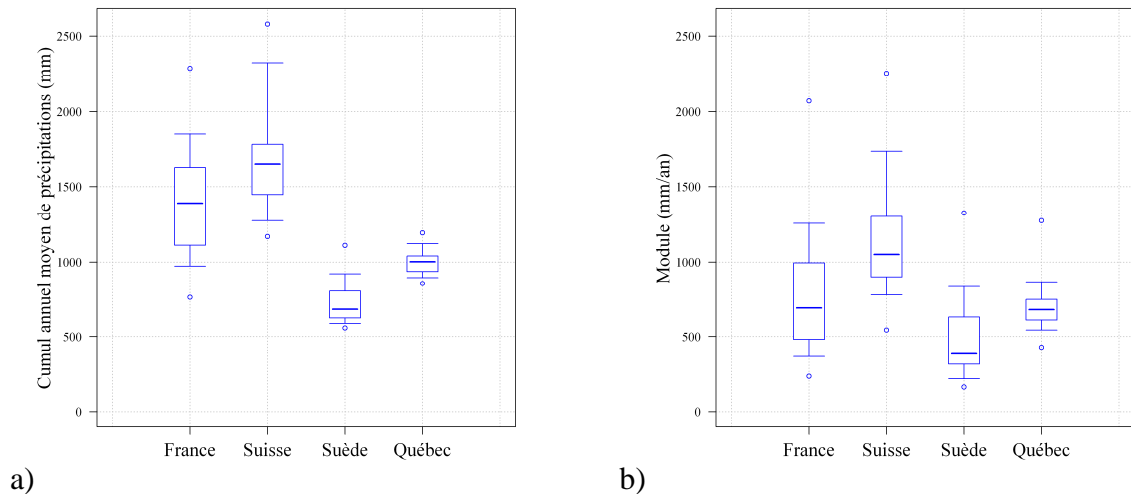 Cumul annuel moyen de précipitations (mm)
2500
2000
1500
1000
500
0
France Suisse Suède Québec
a)
Module (mm/an)
2500
2000
1500
1000
500
0
France Suisse Suède Québec
b)